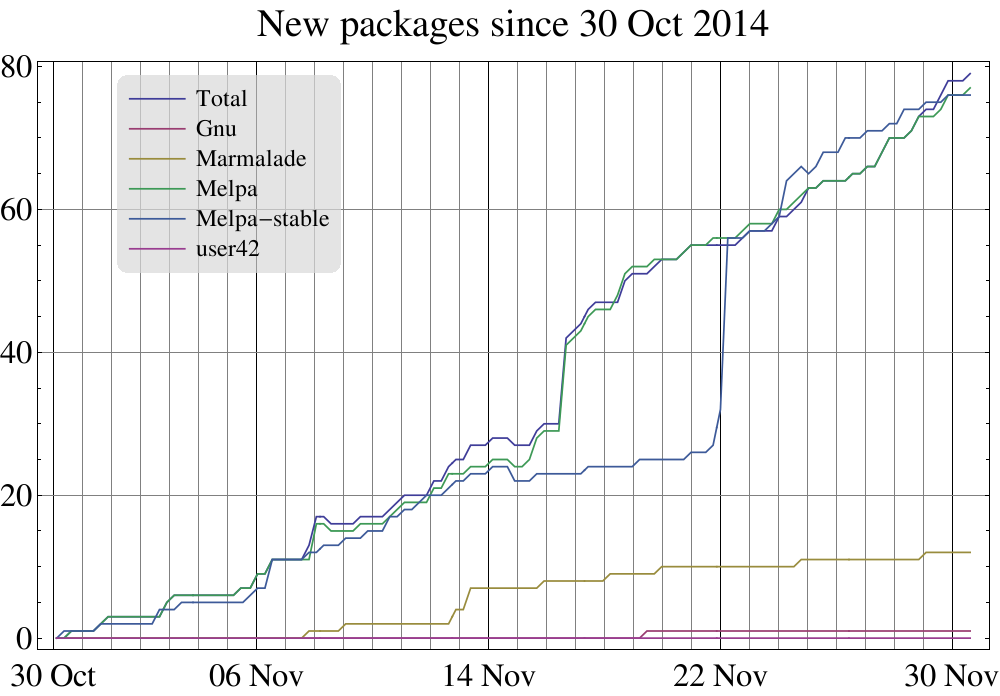 New packages since 30 Oct 2014
80
60
40
20
0
Total
Gnu
Marmalade
Melpa
Melpa−stable
user42
30 Oct
06 Nov
14 Nov
22 Nov
30 Nov